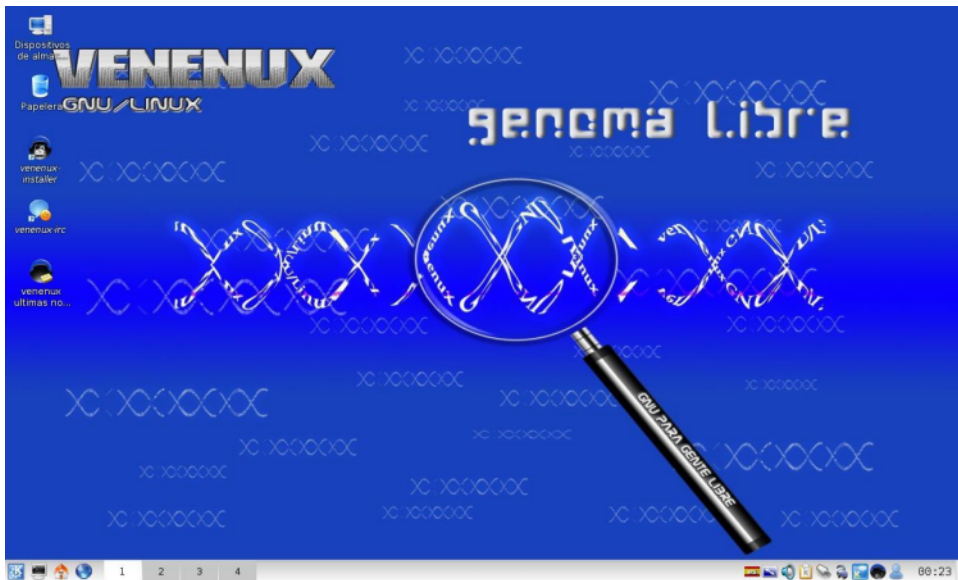 Dispositivos
de alma...
VENENUX
GNU/LINUX
Papelera
genoma Libre
venenux-
installer
venenux-irc
venenux
ultimas no...
GNU PARA GENTE LIBRE
1 2 3 4
00:23